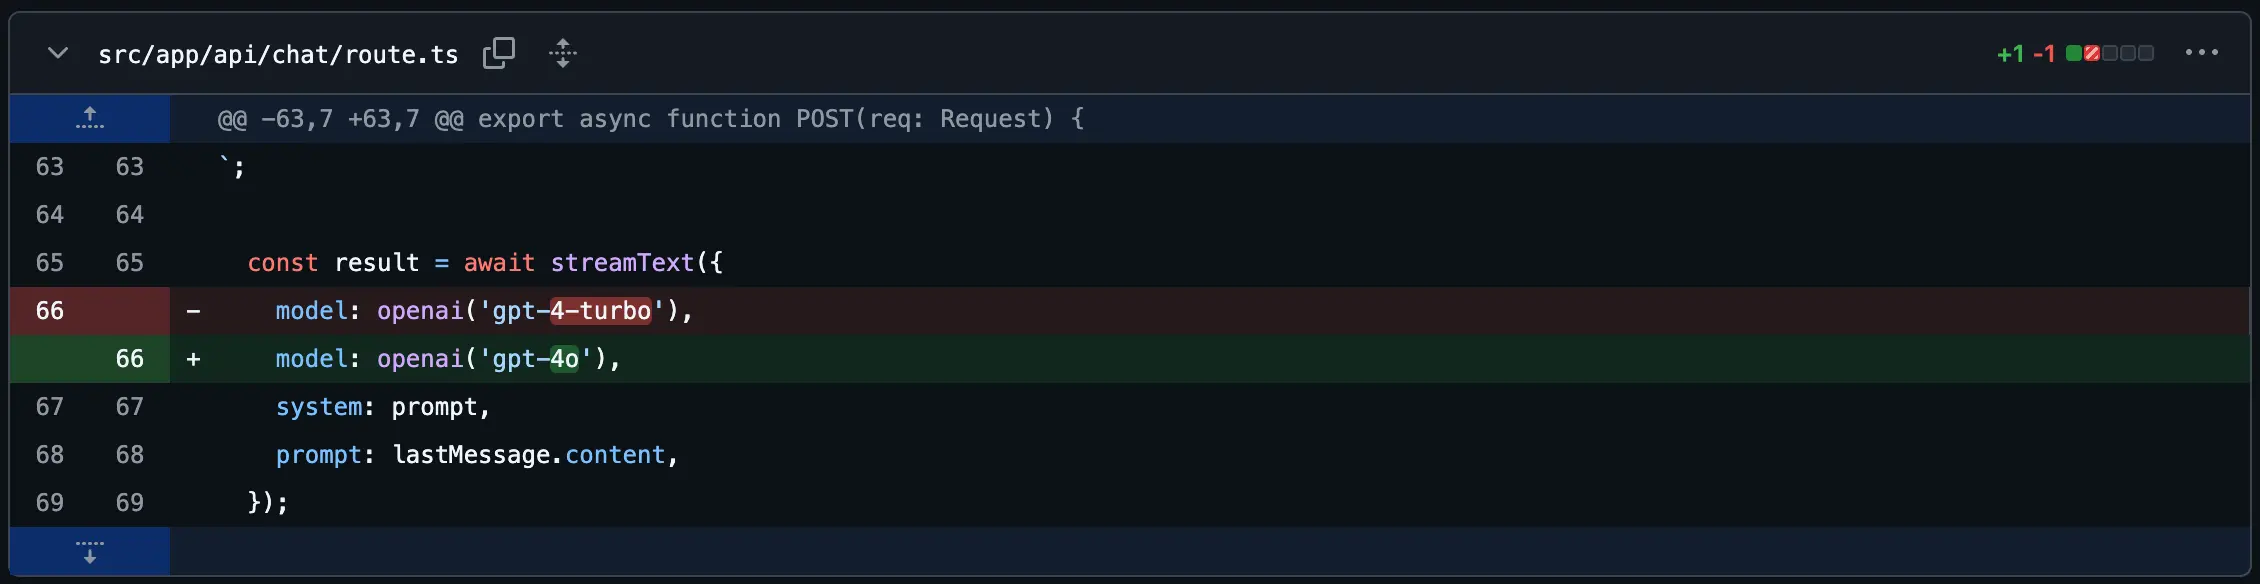 src/app/api/chat/route.ts +1 -1
@@ -63,7 +63,7 @@ export async function POST(req: Request) {
63 63 `;
64 64
65 65 const result = await streamText({
66 - model: openai('gpt-4-turbo'),
66 + model: openai('gpt-4o'),
67 67 system: prompt,
68 68 prompt: lastMessage.content,
69 69 });